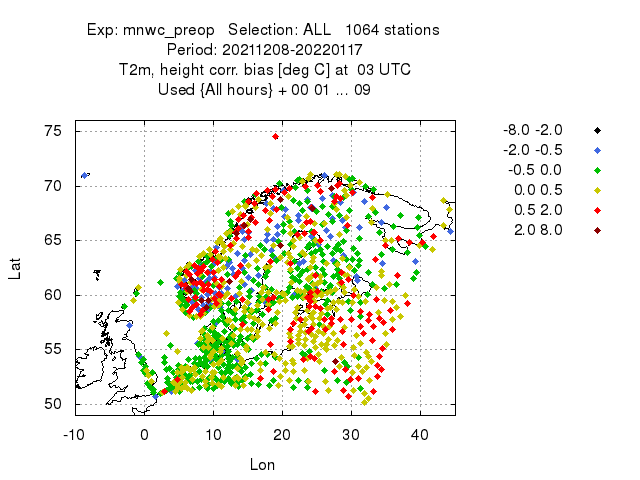 Exp: mnwc_preop   Selection: ALL   1064 stations
Period: 20211208-20220117
T2m, height corr. bias [deg C] at  03 UTC
Used {All hours} + 00 01 ... 09
75
70
65
60
55
50
Lat
-10 0 10 20 30 40
Lon
-8.0 -2.0
-2.0 -0.5
-0.5 0.0
0.0 0.5
0.5 2.0
2.0 8.0